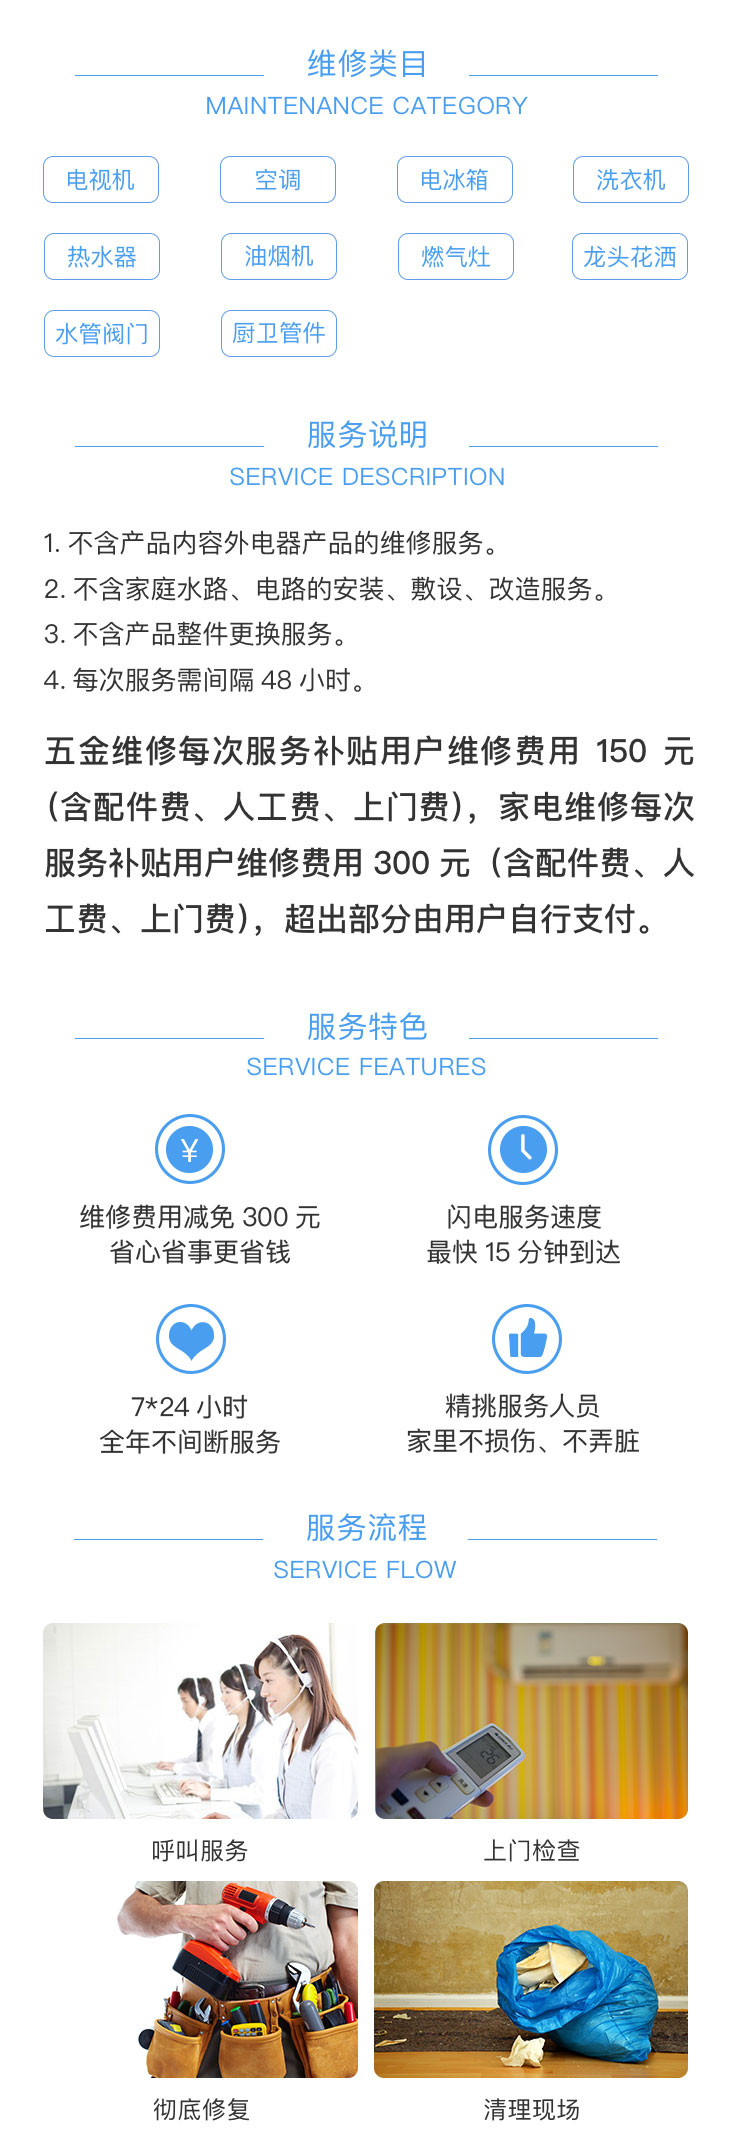 维修类目
MAINTENANCE CATEGORY
电视机 空调 电冰箱 洗衣机
热水器 油烟机 燃气灶 龙头花洒
水管阀门 厨卫管件
服务说明
SERVICE DESCRIPTION
1. 不含产品内容外电器产品的维修服务。
2. 不含家庭水路、电路的安装、敷设、改造服务。
3. 不含产品整件更换服务。
4. 每次服务需间隔 48 小时。
五金维修每次服务补贴用户维修费用 150 元
（含配件费、人工费、上门费），家电维修每次
服务补贴用户维修费用 300 元（含配件费、人
工费、上门费），超出部分由用户自行支付。
服务特色
SERVICE FEATURES
¥
维修费用减免 300 元
省心省事更省钱
闪电服务速度
最快 15 分钟到达
7*24 小时
全年不间断服务
精挑服务人员
家里不损伤、不弄脏
服务流程
SERVICE FLOW
26
呼叫服务
上门检查
彻底修复
清理现场